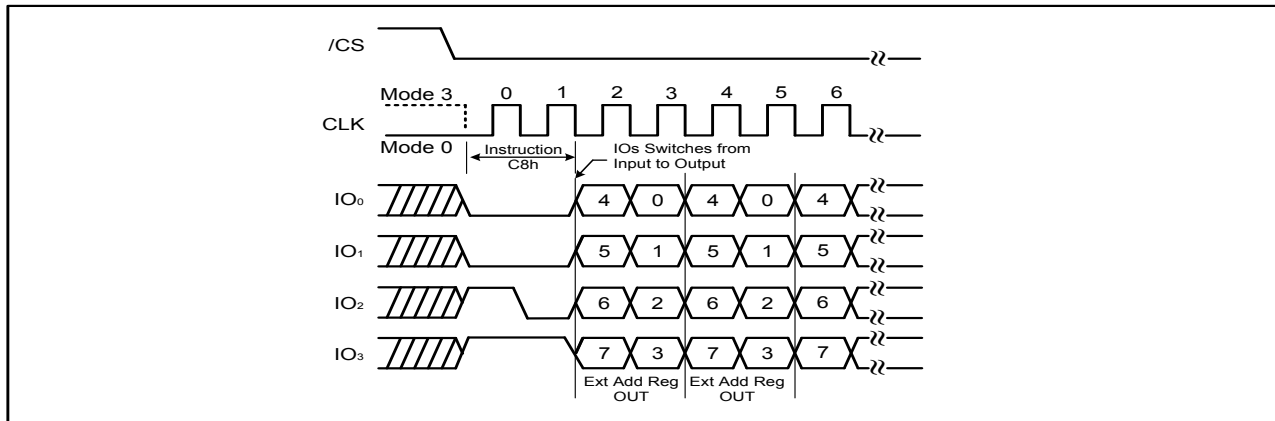 /CS
Mode 3 0 1 2 3 4 5 6
CLK
Mode 0
Instruction
C8h
IOs Switches from
Input to Output
IO₀ 4 0 4 0 4
IO₁ 5 1 5 1 5
IO₂ 6 2 6 2 6
IO₃ 7 3 7 3 7
Ext Add Reg Ext Add Reg
OUT OUT